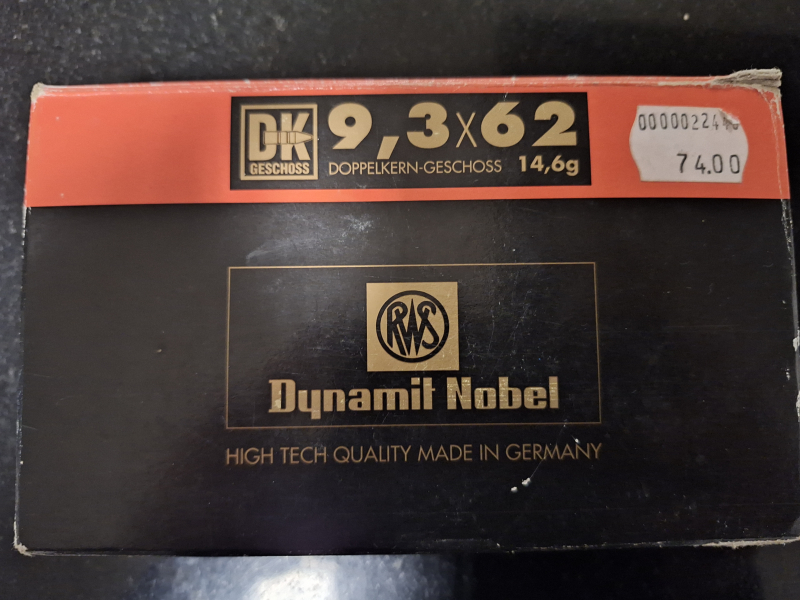 DK
GESCHOSS
9,3x62
DOPPELKERN-GESCHOSS 14,6g
74.00
RWS
Dynamit Nobel
HIGH TECH QUALITY MADE IN GERMANY